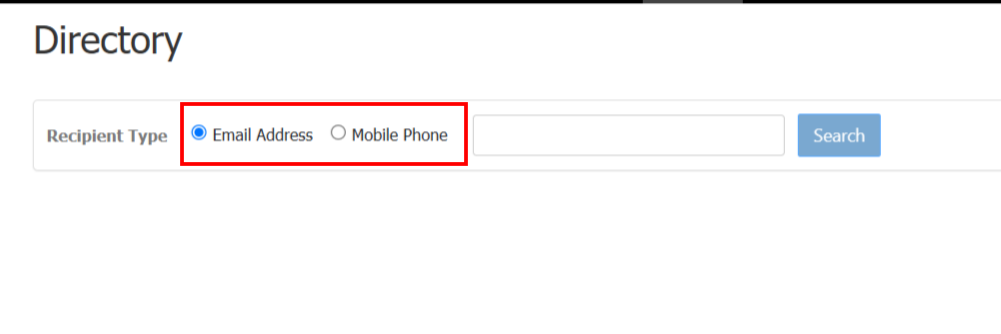 Directory
Recipient Type Email Address Mobile Phone Search